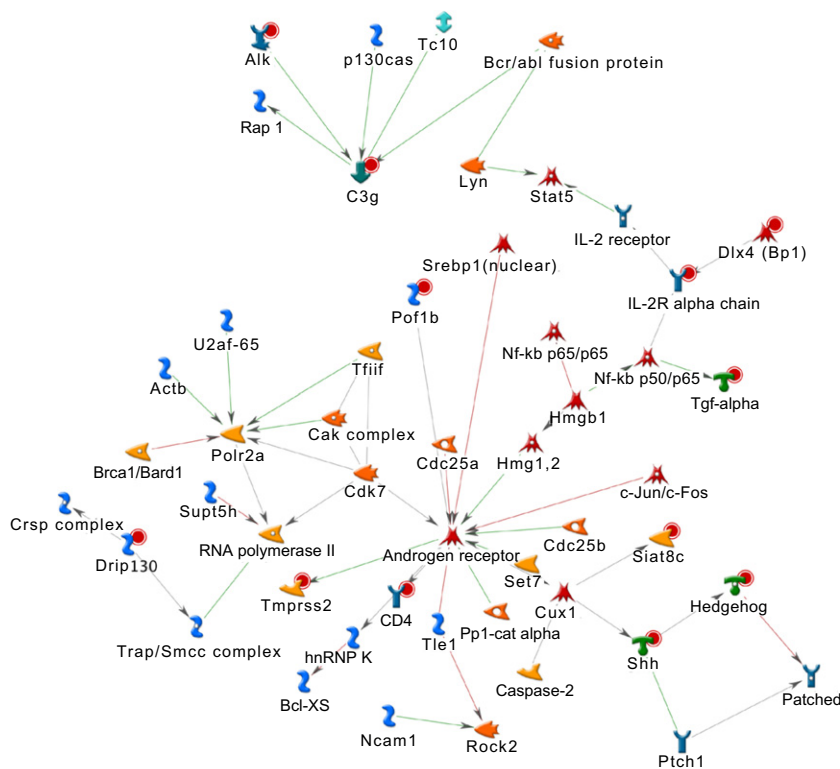 Alk
p130cas
Tc10
Bcr/abl fusion protein
Rap 1
C3g
Lyn
Stat5
IL-2 receptor
Dlx4 (Bp1)
Srebp1(nuclear)
IL-2R alpha chain
Pof1b
U2af-65
Nf-kb p65/p65
Tfiif
Nf-kb p50/p65
Actb
Tgf-alpha
Hmgb1
Cak complex
Polr2a
Brca1/Bard1
Cdc25a
Hmg1,2
Cdk7
c-Jun/c-Fos
Supt5h
Crsp complex
RNA polymerase II
Androgen receptor
Cdc25b
Siat8c
Drip130
Set7
Tmprss2
CD4
Pp1-cat alpha
Cux1
Hedgehog
Trap/Smcc complex
hnRNP K
Tle1
Shh
Bcl-XS
Caspase-2
Patched
Ncam1
Rock2
Ptch1